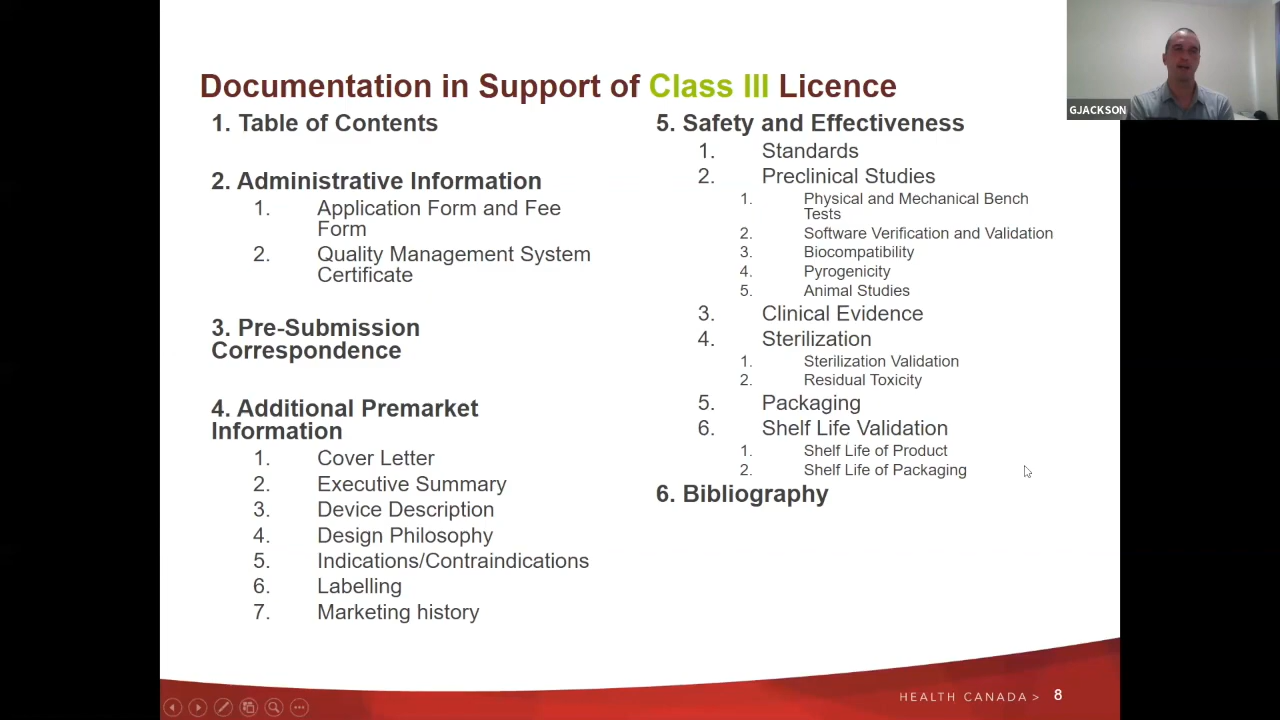 Documentation in Support of Class III Licence
1. Table of Contents
2. Administrative Information
1. Application Form and Fee
Form
2. Quality Management System
Certificate
3. Pre-Submission
Correspondence
4. Additional Premarket
Information
1. Cover Letter
2. Executive Summary
3. Device Description
4. Design Philosophy
5. Indications/Contraindications
6. Labelling
7. Marketing history
5. Safety and Effectiveness
1. Standards
2. Preclinical Studies
1. Physical and Mechanical Bench
Tests
2. Software Verification and Validation
3. Biocompatibility
4. Pyrogenicity
5. Animal Studies
3. Clinical Evidence
4. Sterilization
1. Sterilization Validation
2. Residual Toxicity
5. Packaging
6. Shelf Life Validation
1. Shelf Life of Product
2. Shelf Life of Packaging
6. Bibliography
GJACKSON
HEALTH CANADA > 8